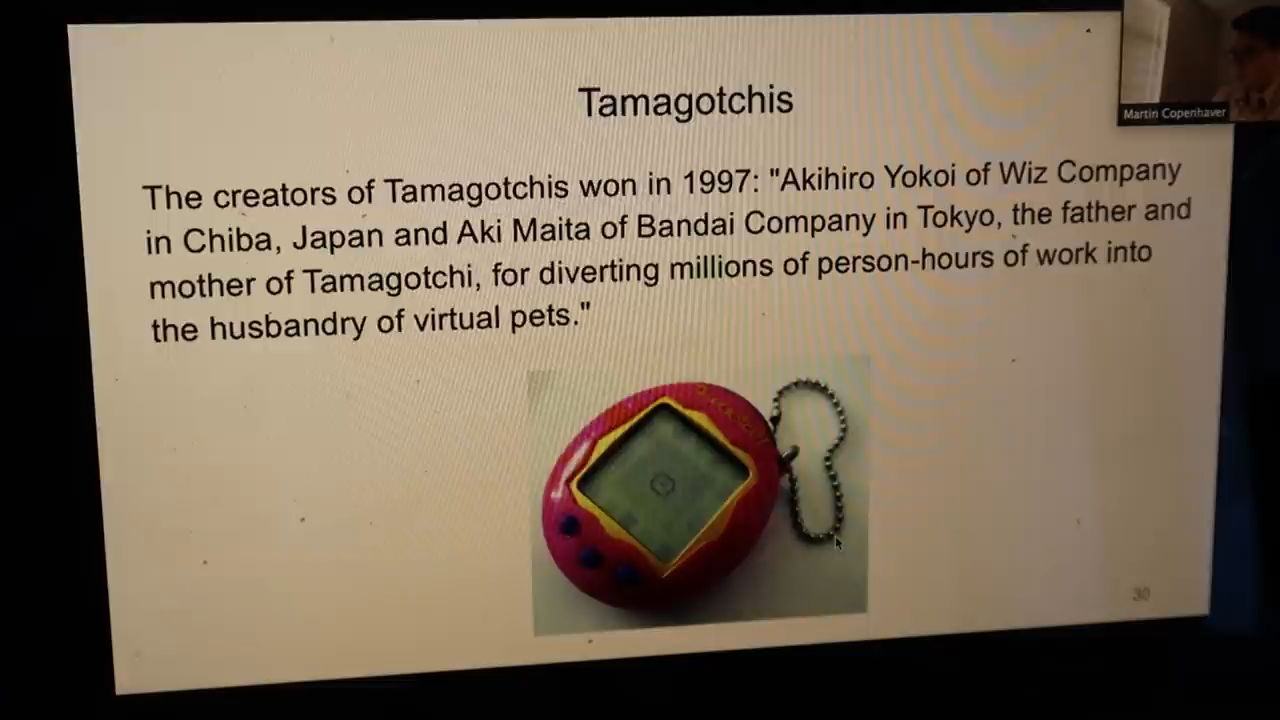 Martin Copenhaver
Tamagotchis
The creators of Tamagotchis won in 1997: "Akihiro Yokoi of Wiz Company
in Chiba, Japan and Aki Maita of Bandai Company in Tokyo, the father and
mother of Tamagotchi, for diverting millions of person-hours of work into
the husbandry of virtual pets."
30